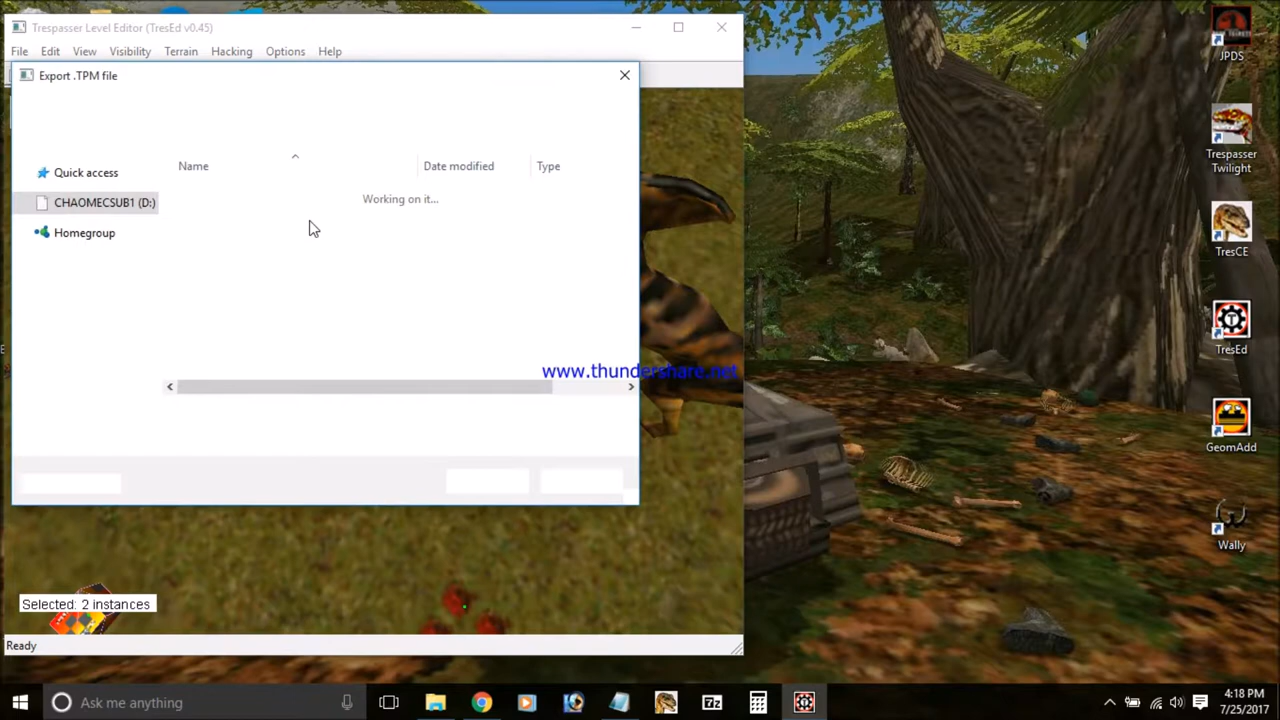 Trespasser Level Editor (TresEd v0.45)
File Edit View Visibility Terrain Hacking Options Help
Export .TPM file
Name Date modified Type
Quick access
Working on it...
CHAOMECSUB1 (D:)
Homegroup
www.thundershare.net
Selected: 2 instances
Ready
JPDS
Trespasser
Twilight
TresCE
TresEd
GeomAdd
Wally
Ask me anything
7z
4:18 PM
7/25/2017